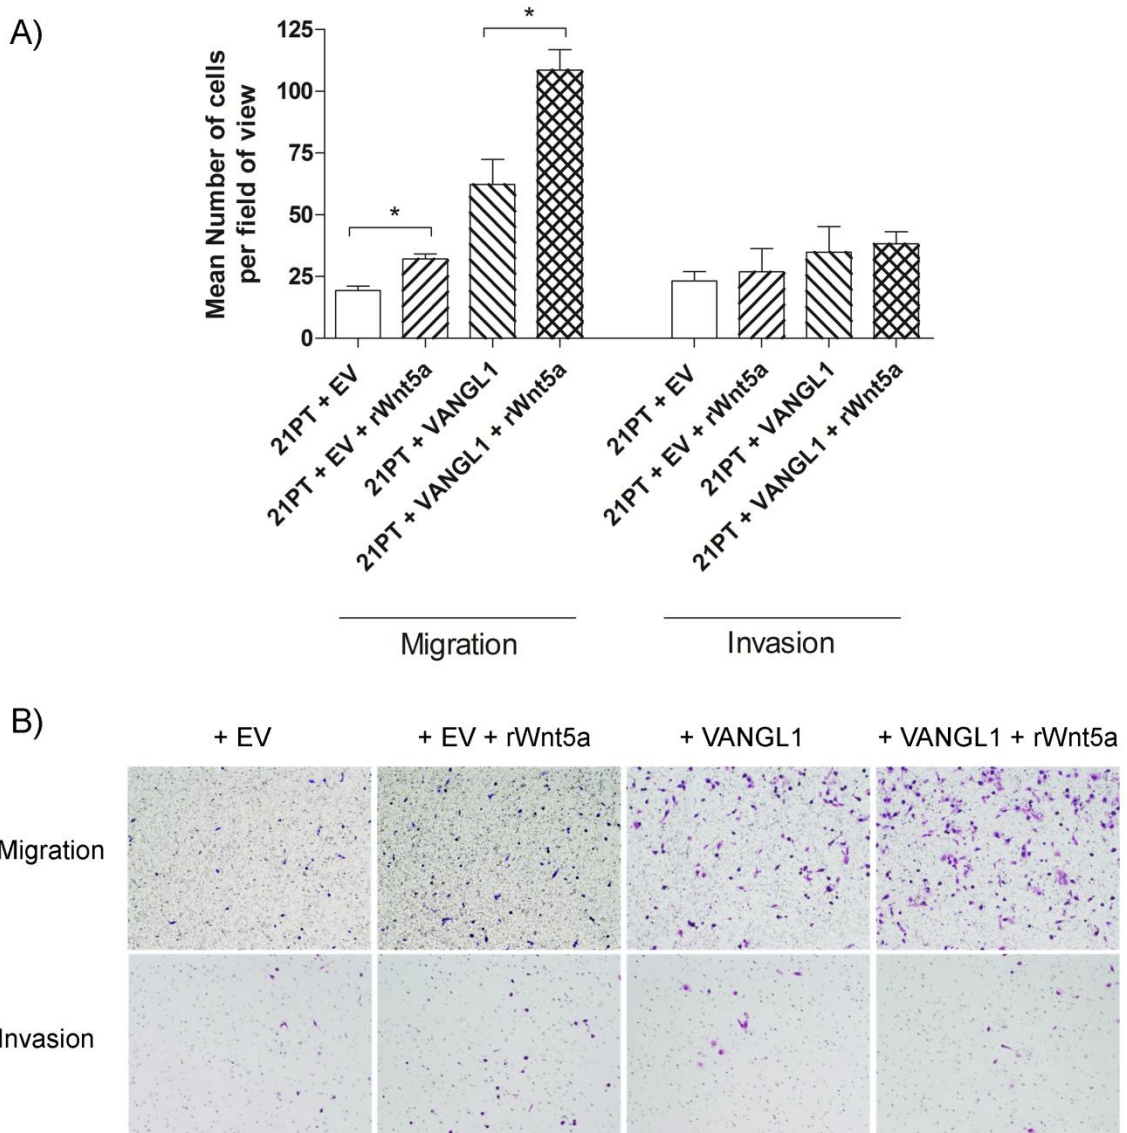 A)
Mean Number of cells
per field of view
125
100
75
50
25
0
*
*
21PT + EV
21PT + EV + rWnt5a
21PT + VANGL1
21PT + VANGL1 + rWnt5a
21PT + EV
21PT + EV + rWnt5a
21PT + VANGL1
21PT + VANGL1 + rWnt5a
Migration
Invasion
B)
+ EV
+ EV + rWnt5a
+ VANGL1
+ VANGL1 + rWnt5a
Migration
Invasion